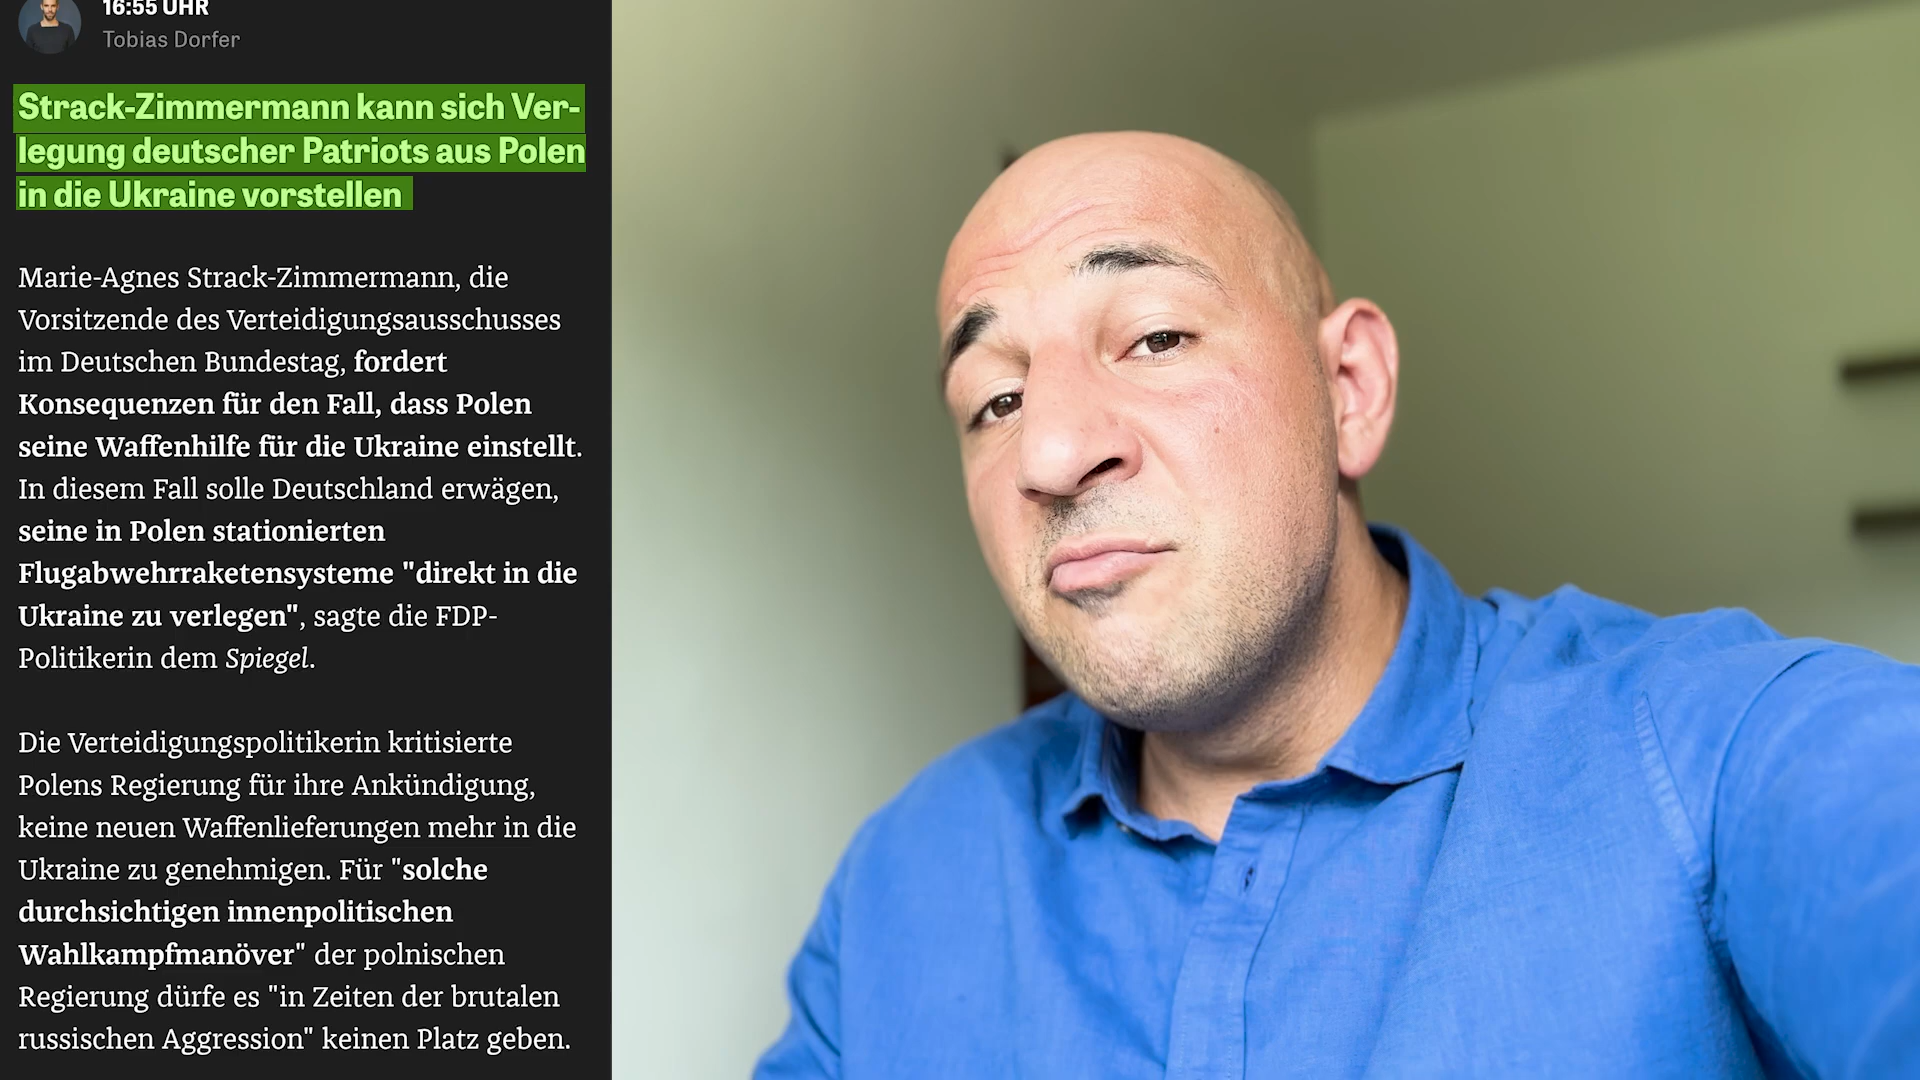 16:55 UHR
Tobias Dorfer
Strack-Zimmermann kann sich Ver-
legung deutscher Patriots aus Polen
in die Ukraine vorstellen
Marie-Agnes Strack-Zimmermann, die
Vorsitzende des Verteidigungsausschusses
im Deutschen Bundestag, fordert
Konsequenzen für den Fall, dass Polen
seine Waffenhilfe für die Ukraine einstellt.
In diesem Fall solle Deutschland erwägen,
seine in Polen stationierten
Flugabwehrraketensysteme "direkt in die
Ukraine zu verlegen", sagte die FDP-
Politikerin dem Spiegel.
Die Verteidigungspolitikerin kritisierte
Polens Regierung für ihre Ankündigung,
keine neuen Waffenlieferungen mehr in die
Ukraine zu genehmigen. Für "solche
durchsichtigen innenpolitischen
Wahlkampfmanöver" der polnischen
Regierung dürfe es "in Zeiten der brutalen
russischen Aggression" keinen Platz geben.